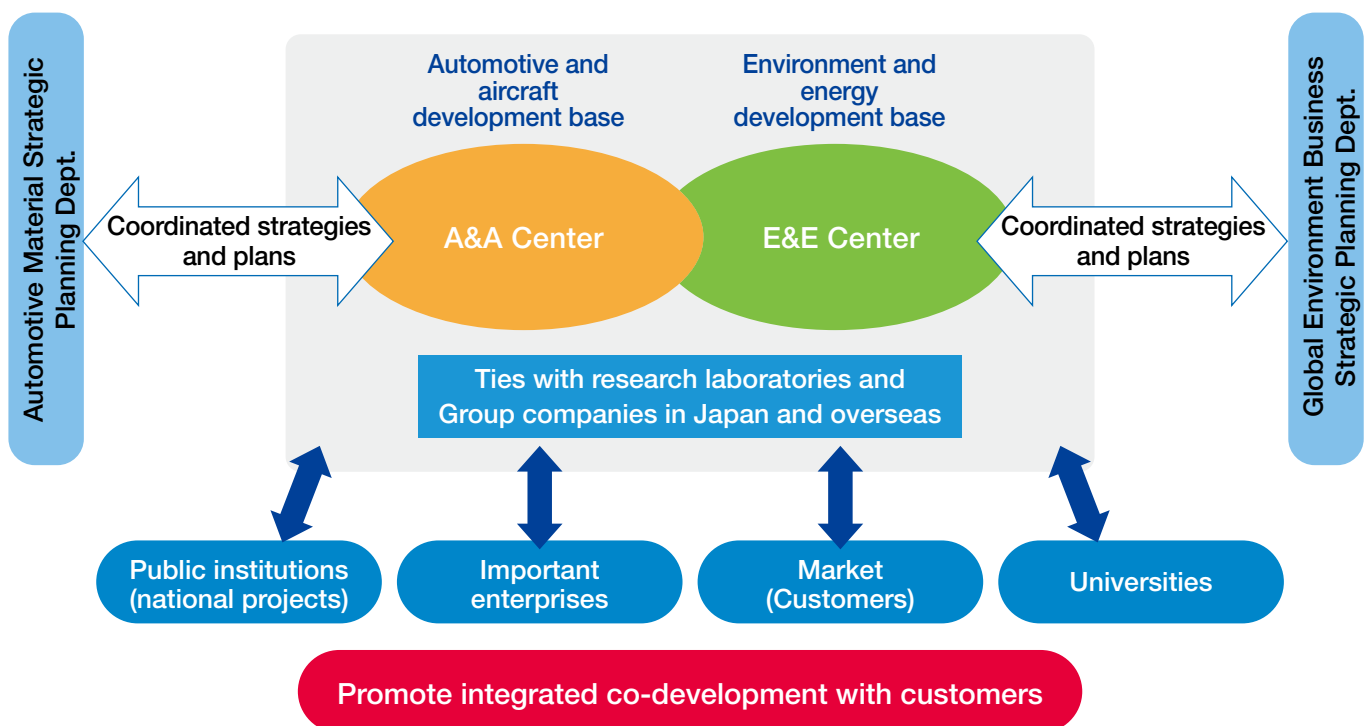 Automotive Material Strategic
Planning Dept.
Automotive and
aircraft
development base
Environment and
energy
development base
Global Environment Business
Strategic Planning Dept.
Coordinated strategies
and plans
A&A Center
E&E Center
Coordinated strategies
and plans
Ties with research laboratories and
Group companies in Japan and overseas
Public institutions
(national projects)
Important
enterprises
Market
(Customers)
Universities
Promote integrated co-development with customers